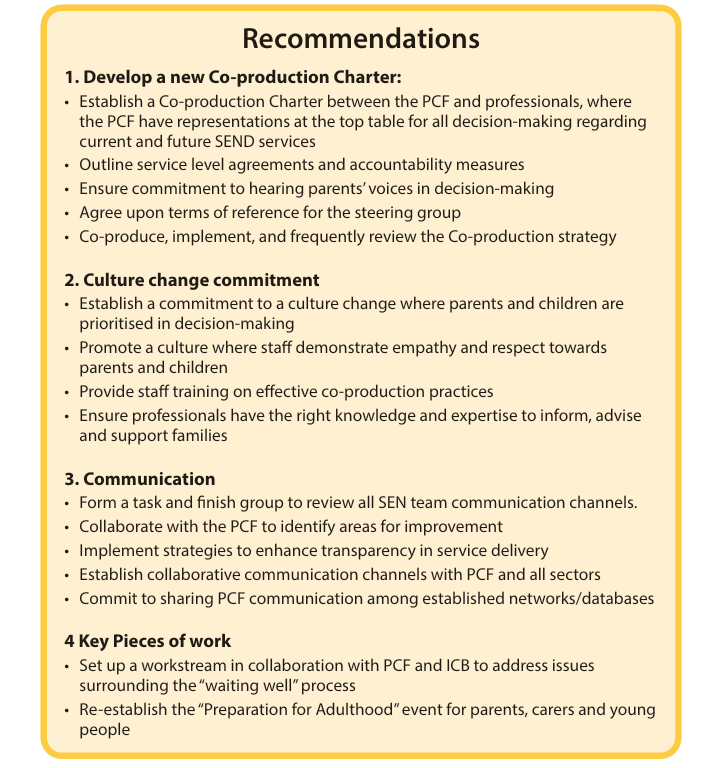 Recommendations
1. Develop a new Co-production Charter:
• Establish a Co-production Charter between the PCF and professionals, where
the PCF have representations at the top table for all decision-making regarding
current and future SEND services
• Outline service level agreements and accountability measures
• Ensure commitment to hearing parents’ voices in decision-making
• Agree upon terms of reference for the steering group
• Co-produce, implement, and frequently review the Co-production strategy
2. Culture change commitment
• Establish a commitment to a culture change where parents and children are
prioritised in decision-making
• Promote a culture where staff demonstrate empathy and respect towards
parents and children
• Provide staff training on effective co-production practices
• Ensure professionals have the right knowledge and expertise to inform, advise
and support families
3. Communication
• Form a task and finish group to review all SEN team communication channels.
• Collaborate with the PCF to identify areas for improvement
• Implement strategies to enhance transparency in service delivery
• Establish collaborative communication channels with PCF and all sectors
• Commit to sharing PCF communication among established networks/databases
4 Key Pieces of work
• Set up a workstream in collaboration with PCF and ICB to address issues
surrounding the “waiting well” process
• Re-establish the “Preparation for Adulthood” event for parents, carers and young
people